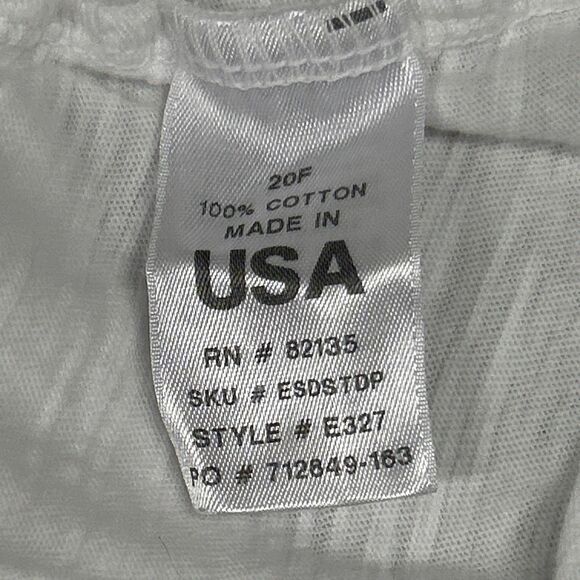 20F
100% COTTON
MADE IN
USA
RN # 82135
SKU # ESDSTDP
STYLE # E327
PO # 712849-163